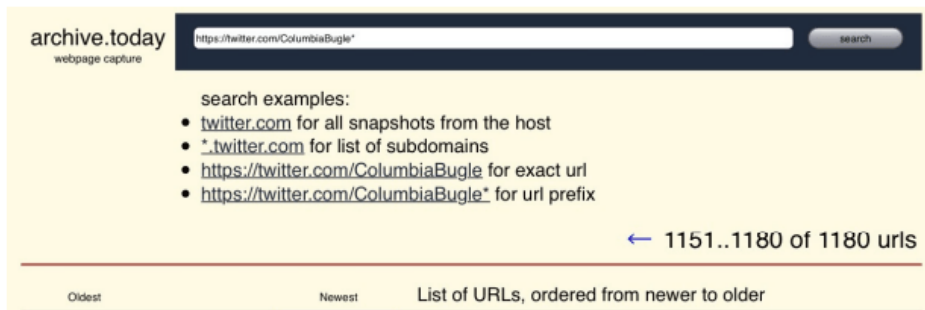 archive.today
webpage capture
https://twitter.com/ColumbiaBugle*
search
search examples:
• twitter.com for all snapshots from the host
• *.twitter.com for list of subdomains
• https://twitter.com/ColumbiaBugle for exact url
• https://twitter.com/ColumbiaBugle* for url prefix
← 1151..1180 of 1180 urls
Oldest
Newest
List of URLs, ordered from newer to older